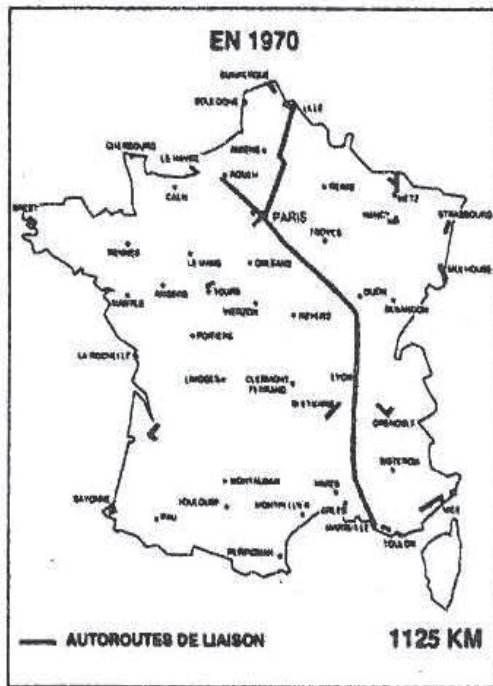 EN 1970
DUNKERQUE
BOULOGNE
LILLE
CHERBOURG
AMIENS
LE HAVRE
ROUEN
CAEN
REIMS
METZ
BREST
PARIS
NANCY
STRASBOURG
TROYES
RENNES
LE MANS
ORLEANS
MULHOUSE
ANGERS
TOURS
DIJON
BESANCON
VIERZON
NEVERS
POITIERS
LA ROCHELLE
LIMOGES
CLERMONT
FERRAND
LYON
ST ETIENNE
GRENOBLE
SISTERON
MONTAUBAN
NIMES
BAYONNE
TOULOUSE
MONTPELLIER
ARLES
NICE
PAU
MARSEILLE
TOULON
PERPIGNAN
AUTOROUTES DE LIAISON
1125 KM